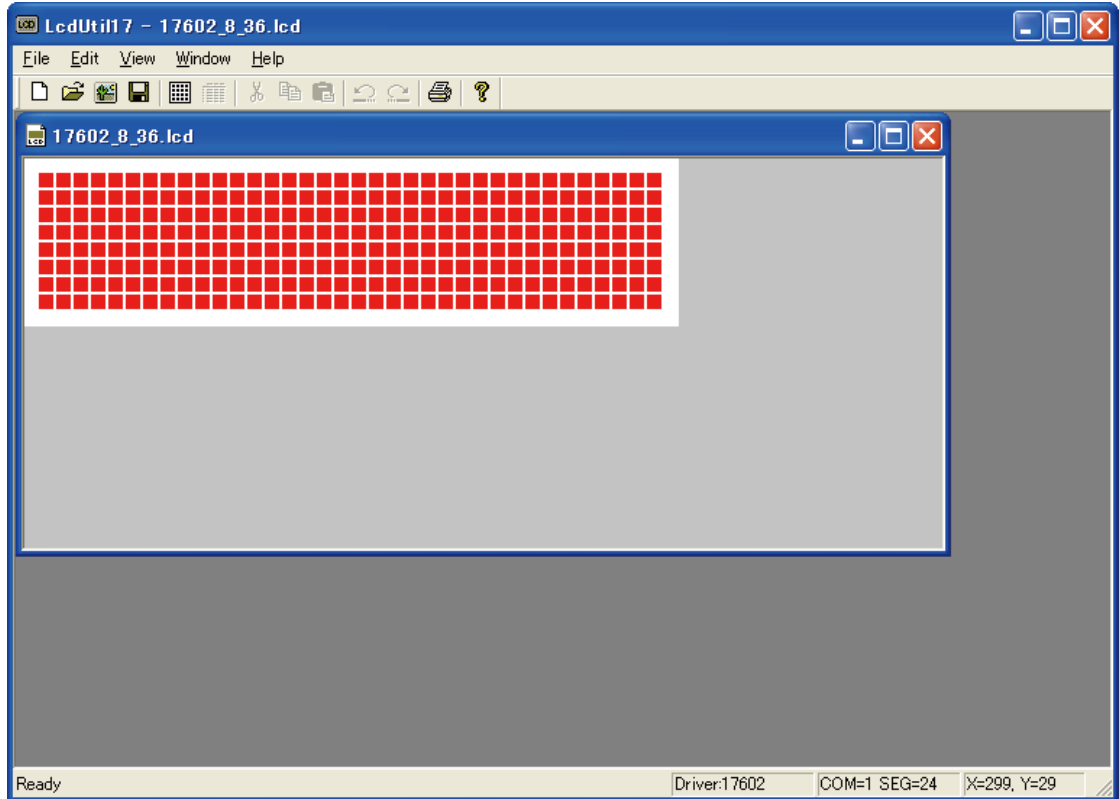 LcdUtil17 - 17602_8_36.lcd
File Edit View Window Help
17602_8_36.lcd
Ready Driver:17602 COM=1 SEG=24 X=299, Y=29